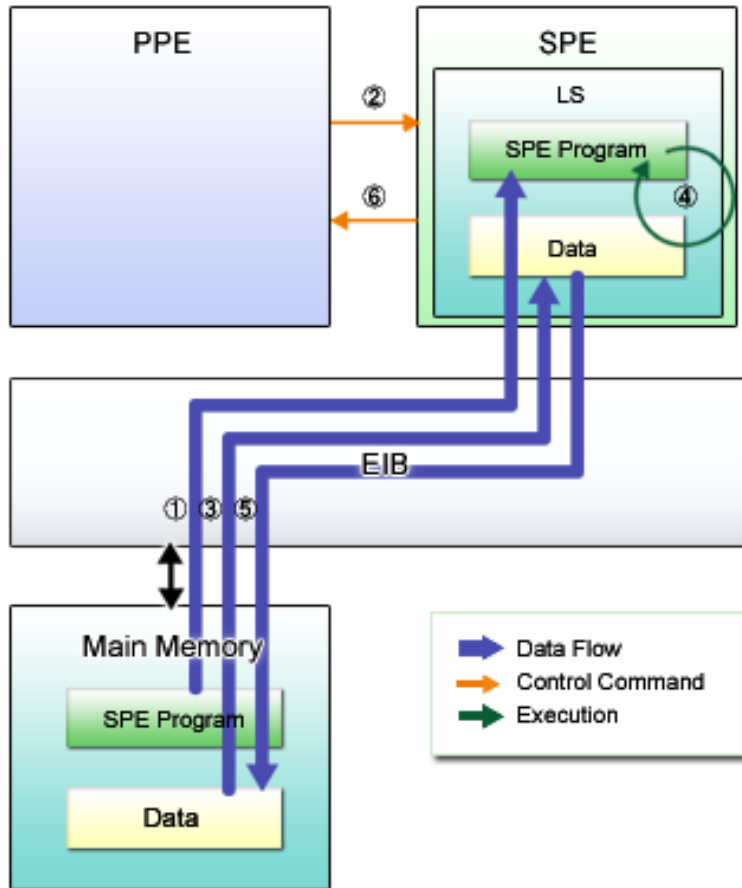 PPE
SPE
LS
②
SPE Program
⑥
④
Data
EIB
① ③ ⑤
Main Memory
SPE Program
Data
Data Flow
Control Command
Execution